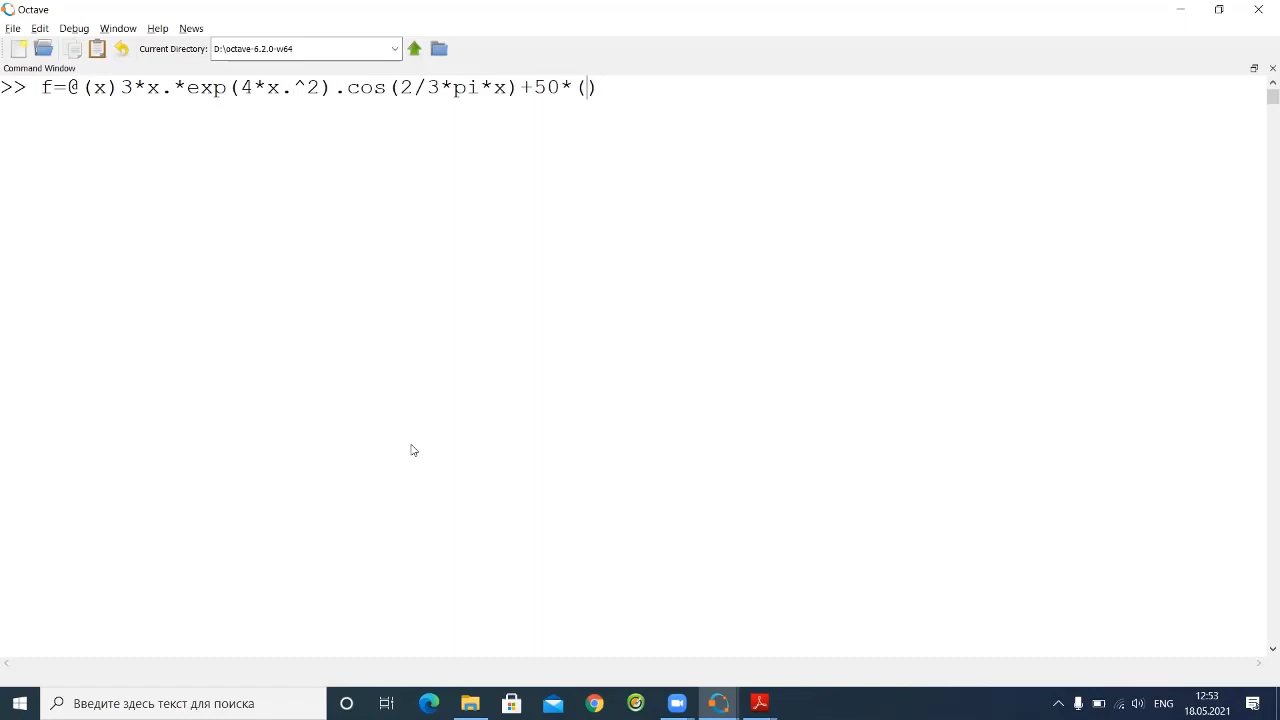 Octave
File Edit Debug Window Help News
Current Directory: D:\octave-6.2.0-w64
Command Window
>> f=@(x)3*x.*exp(4*x.^2).cos(2/3*pi*x)+50*()
Введите здесь текст для поиска
ENG
12:53
18.05.2021